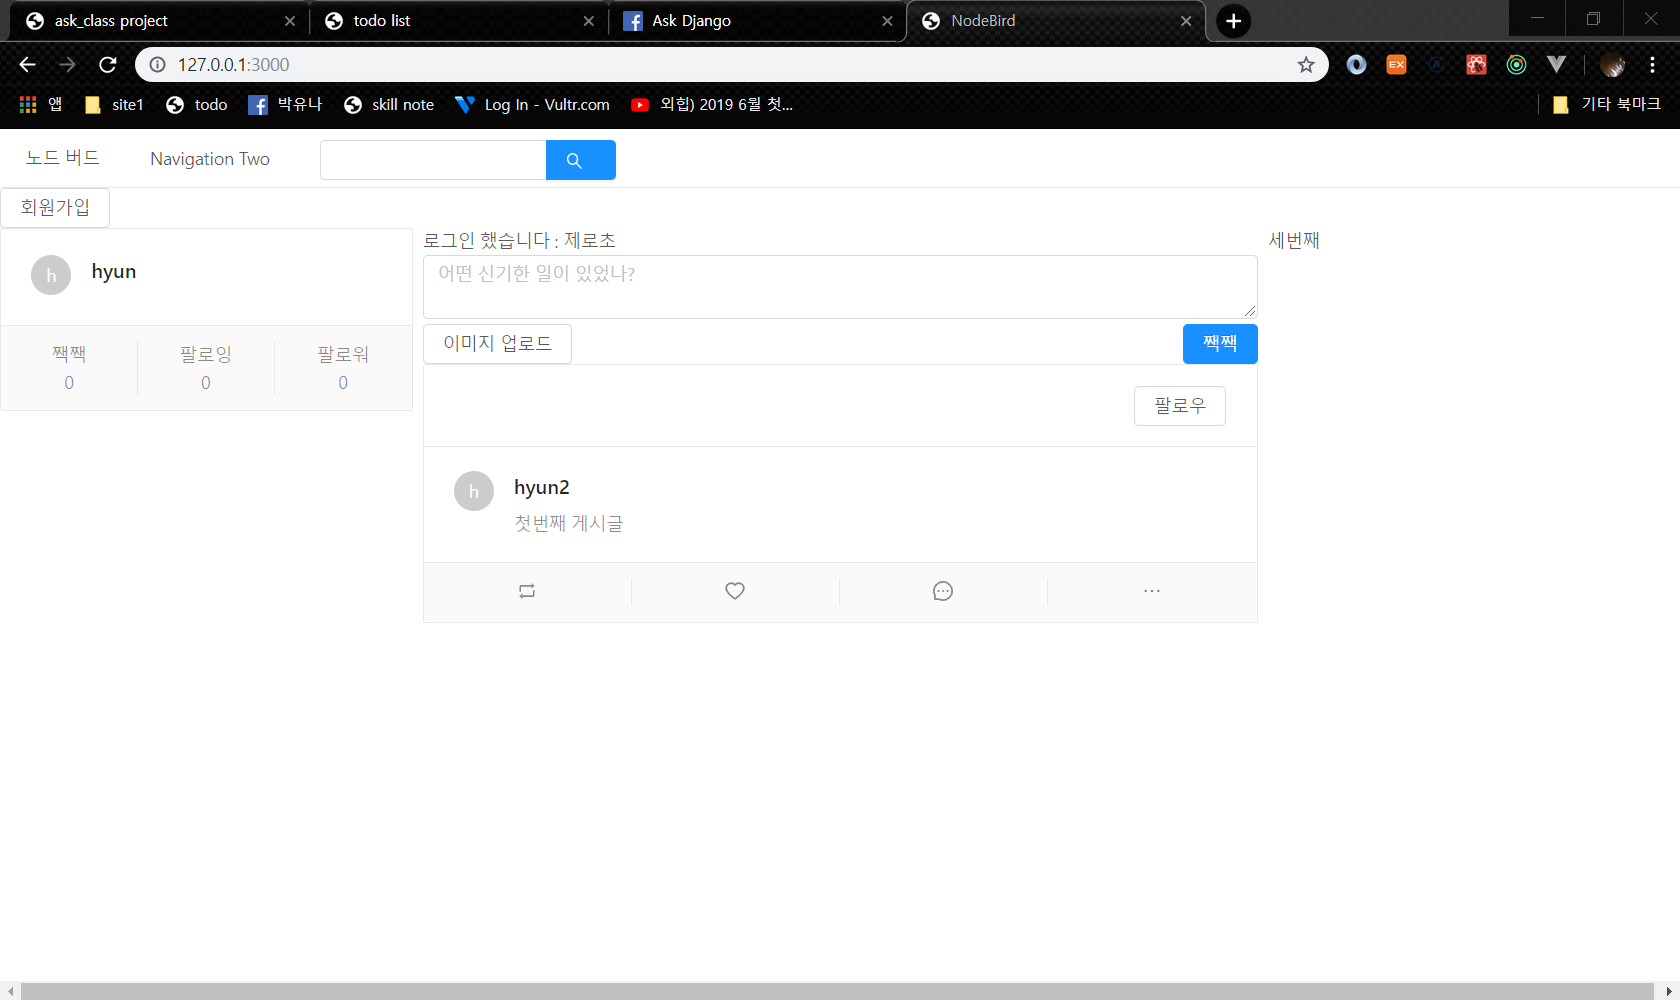 ask_class project
todo list
Ask Django
NodeBird
127.0.0.1:3000
EX
앱
site1
todo
박유나
skill note
Log In - Vultr.com
외힙) 2019 6월 첫...
기타 북마크
노드 버드
Navigation Two
회원가입
h
hyun
짹짹
0
팔로잉
0
팔로워
0
로그인 했습니다 : 제로초
어떤 신기한 일이 있었나?
이미지 업로드
짹짹
팔로우
h
hyun2
첫번째 게시글
세번째